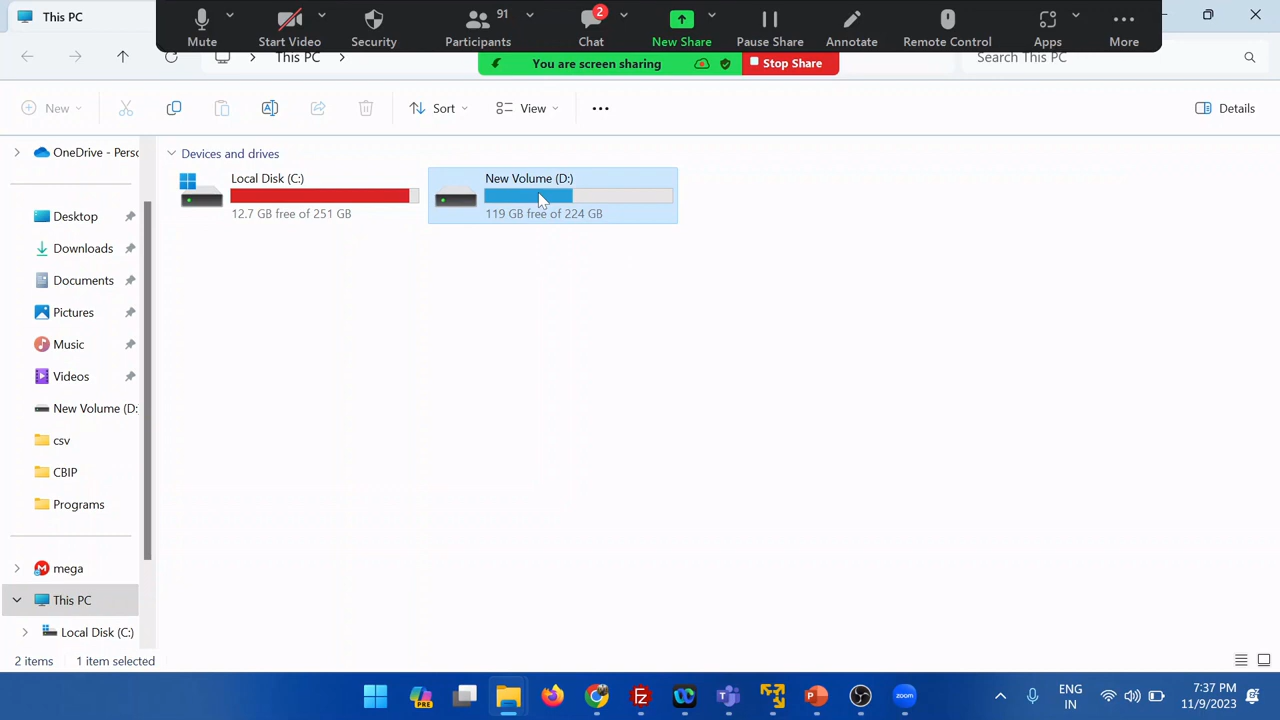 This PC
Mute
Start Video
Security
91
Participants
2
Chat
New Share
Pause Share
Annotate
Remote Control
Apps
More
You are screen sharing
Stop Share
This PC
Search This PC
New
Sort
View
Details
OneDrive - Perso
Desktop
Downloads
Documents
Pictures
Music
Videos
New Volume (D:
csv
CBIP
Programs
mega
This PC
Local Disk (C:)
Devices and drives
Local Disk (C:)
12.7 GB free of 251 GB
New Volume (D:)
119 GB free of 224 GB
2 items
1 item selected
PRE
zoom
ENG
IN
7:37 PM
11/9/2023